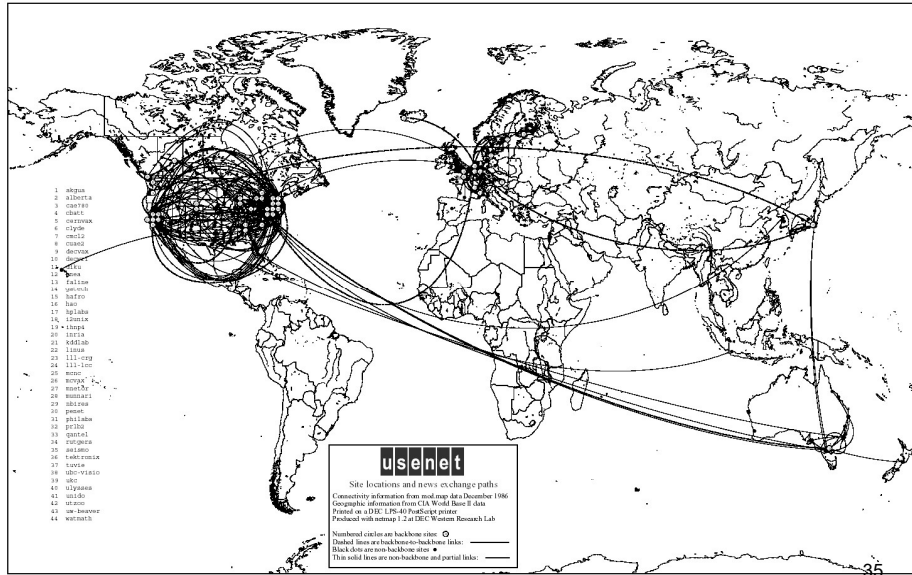 1 akgua
2 alberta
3 cae780
4 cbatt
5 cernvax
6 clyde
7 cmcl2
8 cuae2
9 decvax
10 decwrl
11
12 enea
13 faline
14 gatech
15 hafro
16 hao
17 hplabs
18 i2unix
19 ihnp4
20 inria
21 kddlab
22 linus
23 lll-crg
24 lll-lcc
25 mcnc
26 mcvax
27 mnetor
28 munnari
29 nbires
30 penet
31 philabs
32 prlb2
33 qantel
34 rutgers
35 seismo
36 tektronix
37 tuvie
38 ubc-vision
39 ukc
40 ulysses
41 unido
42 utzoo
43 uw-beaver
44 watmath
usenet
Site locations and news exchange paths
Connectivity information from mod.map data December 1986
Geographic information from CIA World Base II data
Printed on a DEC LPS-40 PostScript printer
Produced with netmap 1.2 at DEC Western Research Lab
Numbered circles are backbone sites:
Dashed lines are backbone-to-backbone links:
Black dots are non-backbone sites
Thin solid lines are non-backbone and partial links:
35